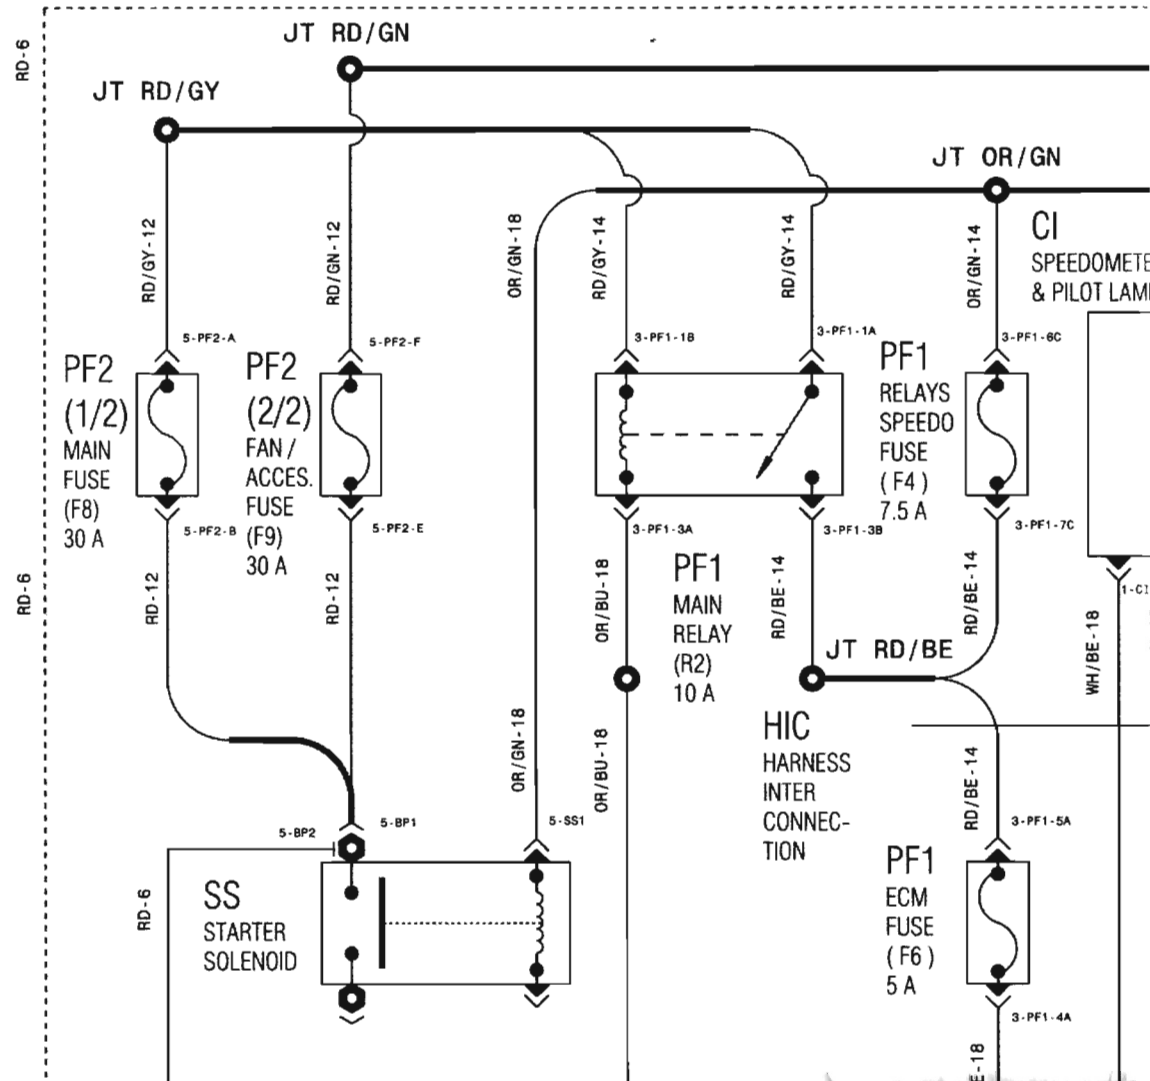 JT RD/GN
RD-6
JT RD/GY
JT OR/GN
RD/GY-12
RD/GN-12
OR/GN-18
RD/GY-14
RD/GY-14
OR/GN-14
CI
SPEEDOMETE
& PILOT LAM
5-PF2-A
5-PF2-F
3-PF1-1B
3-PF1-1A
3-PF1-6C
PF2
(1/2)
MAIN
FUSE
(F8)
30 A
PF2
(2/2)
FAN /
ACCES.
FUSE
(F9)
30 A
PF1
RELAYS
SPEEDO
FUSE
( F4 )
7.5 A
5-PF2-B
5-PF2-E
3-PF1-3A
3-PF1-3B
3-PF1-7C
RD-6
RD-12
RD-12
OR/BU-18
PF1
MAIN
RELAY
(R2)
10 A
RD/BE-14
RD/BE-14
1-CI
WH/BE-18
JT RD/BE
HIC
HARNESS
INTER
CONNEC-
TION
OR/GN-18
OR/BU-18
RD/BE-14
5-BP2
5-BP1
5-SS1
3-PF1-5A
RD-6
SS
STARTER
SOLENOID
PF1
ECM
FUSE
( F6 )
5 A
3-PF1-4A
E-18